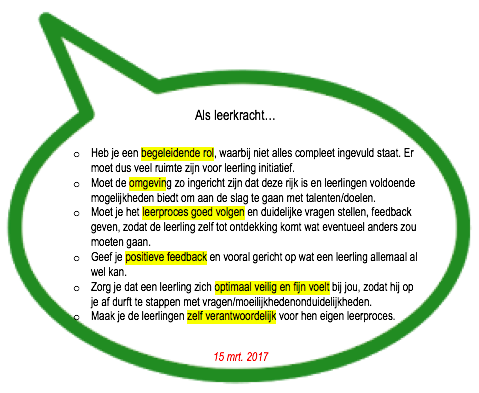 Als leerkracht…
o Heb je een begeleidende rol, waarbij niet alles compleet ingevuld staat. Er
moet dus veel ruimte zijn voor leerling initiatief.
o Moet de omgeving zo ingericht zijn dat deze rijk is en leerlingen voldoende
mogelijkheden biedt om aan de slag te gaan met talenten/doelen.
o Moet je het leerproces goed volgen en duidelijke vragen stellen, feedback
geven, zodat de leerling zelf tot ontdekking komt wat eventueel anders zou
moeten gaan.
o Geef je positieve feedback en vooral gericht op wat een leerling allemaal al
wel kan.
o Zorg je dat een leerling zich optimaal veilig en fijn voelt bij jou, zodat hij op
je af durft te stappen met vragen/moeilijkhedenonduidelijkheden.
o Maak je de leerlingen zelf verantwoordelijk voor hen eigen leerproces.
15 mrt. 2017